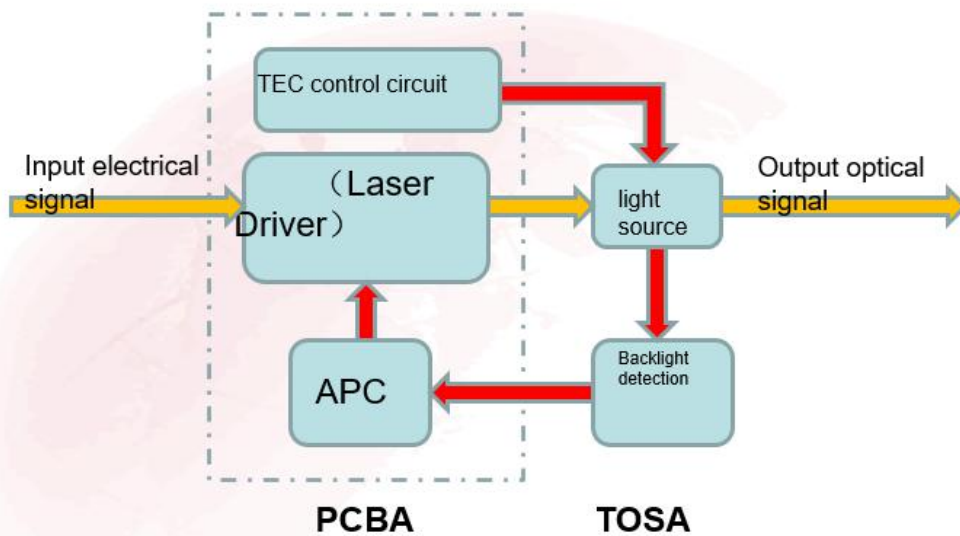 TEC control circuit
Input electrical
signal
（Laser
Driver）
light
source
Output optical
signal
APC
Backlight
detection
PCBA
TOSA